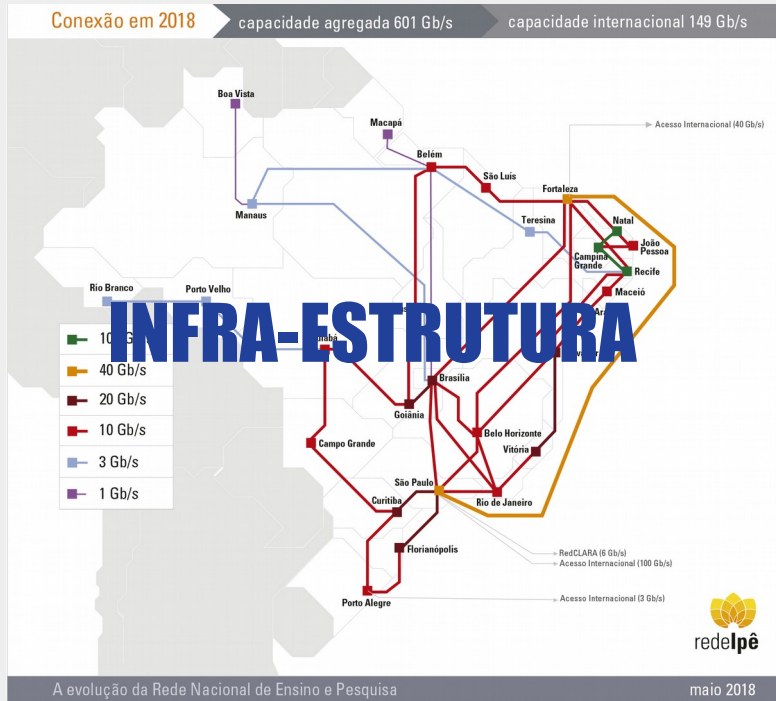 Conexão em 2018
capacidade agregada 601 Gb/s
capacidade internacional 149 Gb/s
Boa Vista
Macapá
Acesso Internacional (40 Gb/s)
Belém
São Luís
Fortaleza
Manaus
Teresina
Natal
João
Pessoa
Campina
Grande
Recife
Rio Branco
Porto Velho
Maceió
INFRA-ESTRUTURA
40 Gb/s
20 Gb/s
10 Gb/s
3 Gb/s
1 Gb/s
Brasília
Goiânia
Campo Grande
Belo Horizonte
Vitória
São Paulo
Rio de Janeiro
Curitiba
Florianópolis
RedCLARA (6 Gb/s)
Acesso Internacional (100 Gb/s)
Porto Alegre
Acesso Internacional (3 Gb/s)
redeIpê
A evolução da Rede Nacional de Ensino e Pesquisa
maio 2018